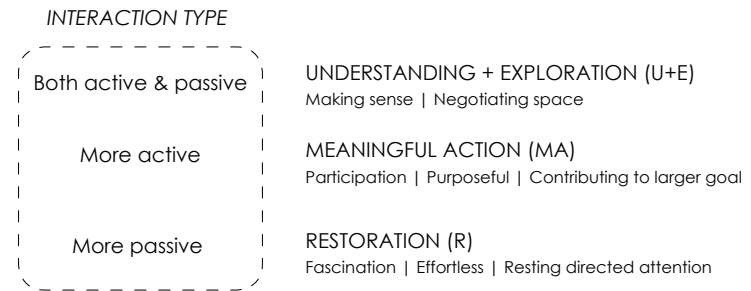 INTERACTION TYPE
Both active & passive
UNDERSTANDING + EXPLORATION (U+E)
Making sense | Negotiating space
More active
MEANINGFUL ACTION (MA)
Participation | Purposeful | Contributing to larger goal
More passive
RESTORATION (R)
Fascination | Effortless | Resting directed attention